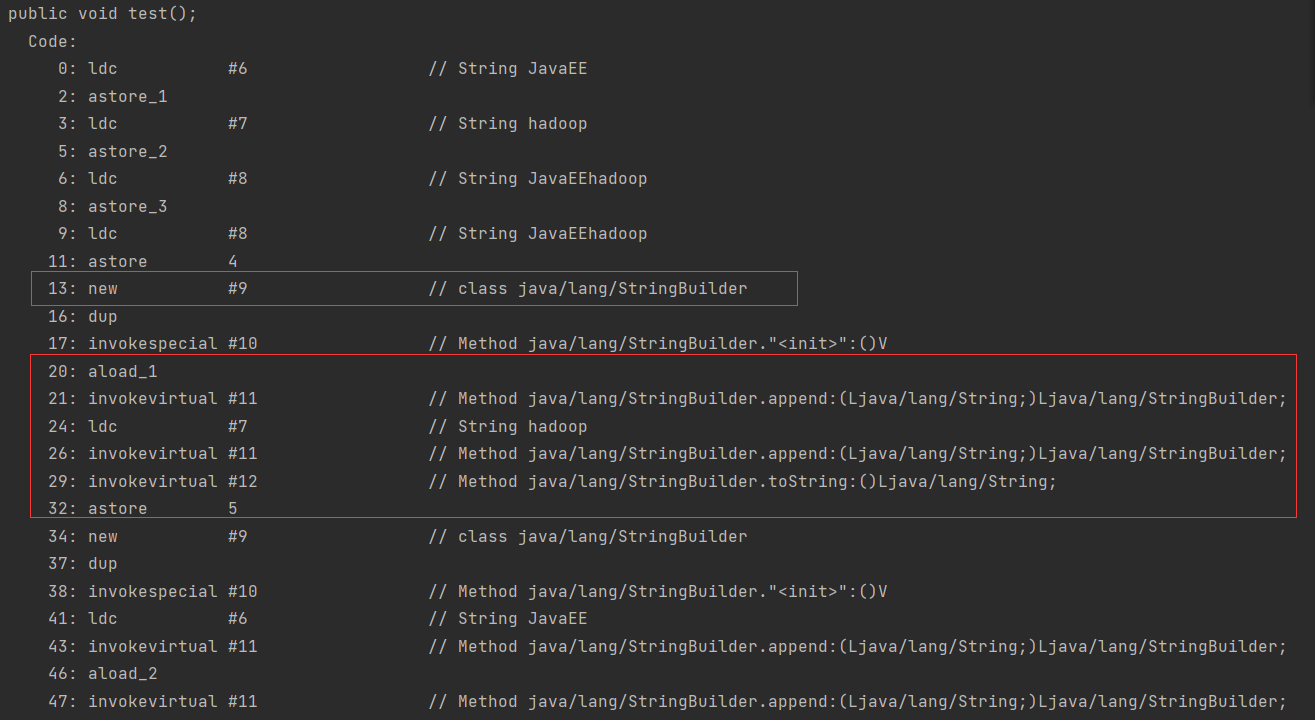 public void test();
Code:
0: ldc #6 // String JavaEE
2: astore_1
3: ldc #7 // String hadoop
5: astore_2
6: ldc #8 // String JavaEEhadoop
8: astore_3
9: ldc #8 // String JavaEEhadoop
11: astore 4
13: new #9 // class java/lang/StringBuilder
16: dup
17: invokespecial #10 // Method java/lang/StringBuilder."<init>":()V
20: aload_1
21: invokevirtual #11 // Method java/lang/StringBuilder.append:(Ljava/lang/String;)Ljava/lang/StringBuilder;
24: ldc #7 // String hadoop
26: invokevirtual #11 // Method java/lang/StringBuilder.append:(Ljava/lang/String;)Ljava/lang/StringBuilder;
29: invokevirtual #12 // Method java/lang/StringBuilder.toString:()Ljava/lang/String;
32: astore 5
34: new #9 // class java/lang/StringBuilder
37: dup
38: invokespecial #10 // Method java/lang/StringBuilder."<init>":()V
41: ldc #6 // String JavaEE
43: invokevirtual #11 // Method java/lang/StringBuilder.append:(Ljava/lang/String;)Ljava/lang/StringBuilder;
46: aload_2
47: invokevirtual #11 // Method java/lang/StringBuilder.append:(Ljava/lang/String;)Ljava/lang/StringBuilder;